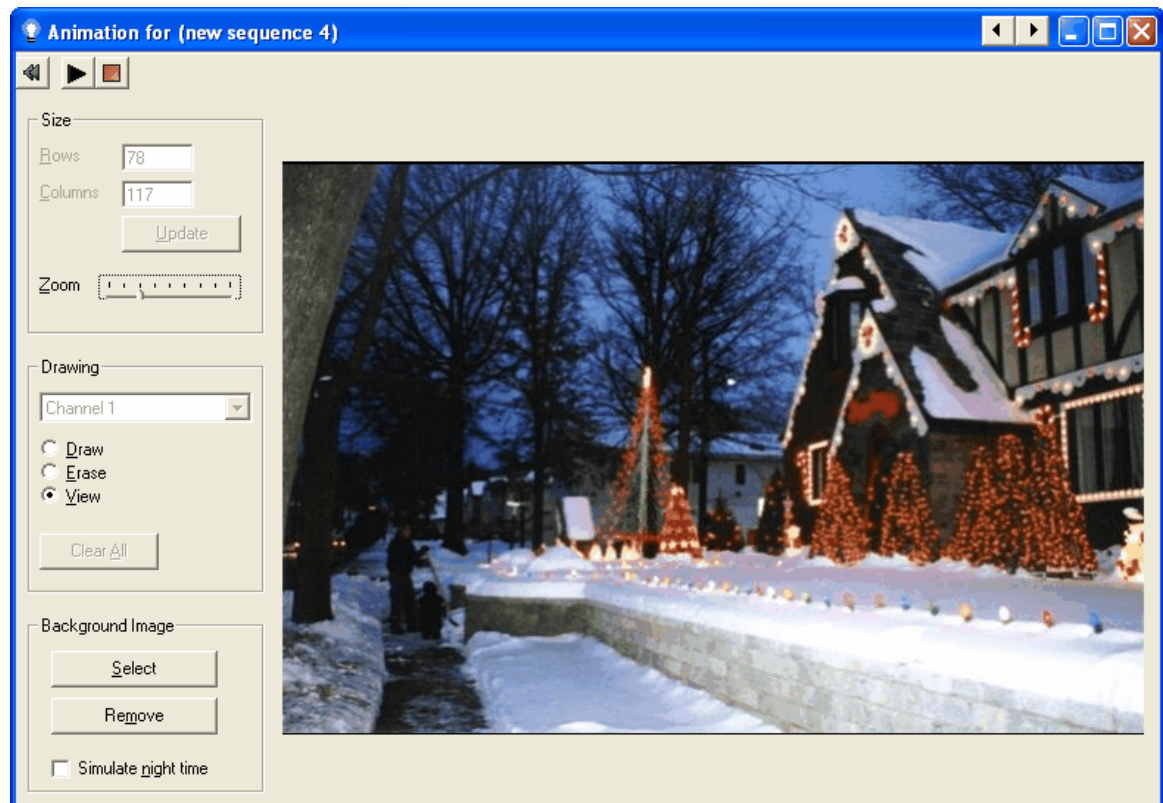 Animation for (new sequence 4)
Size
Rows 78
Columns 117
Update
Zoom
Drawing
Channel 1
Draw
Erase
View
Clear All
Background Image
Select
Remove
Simulate night time